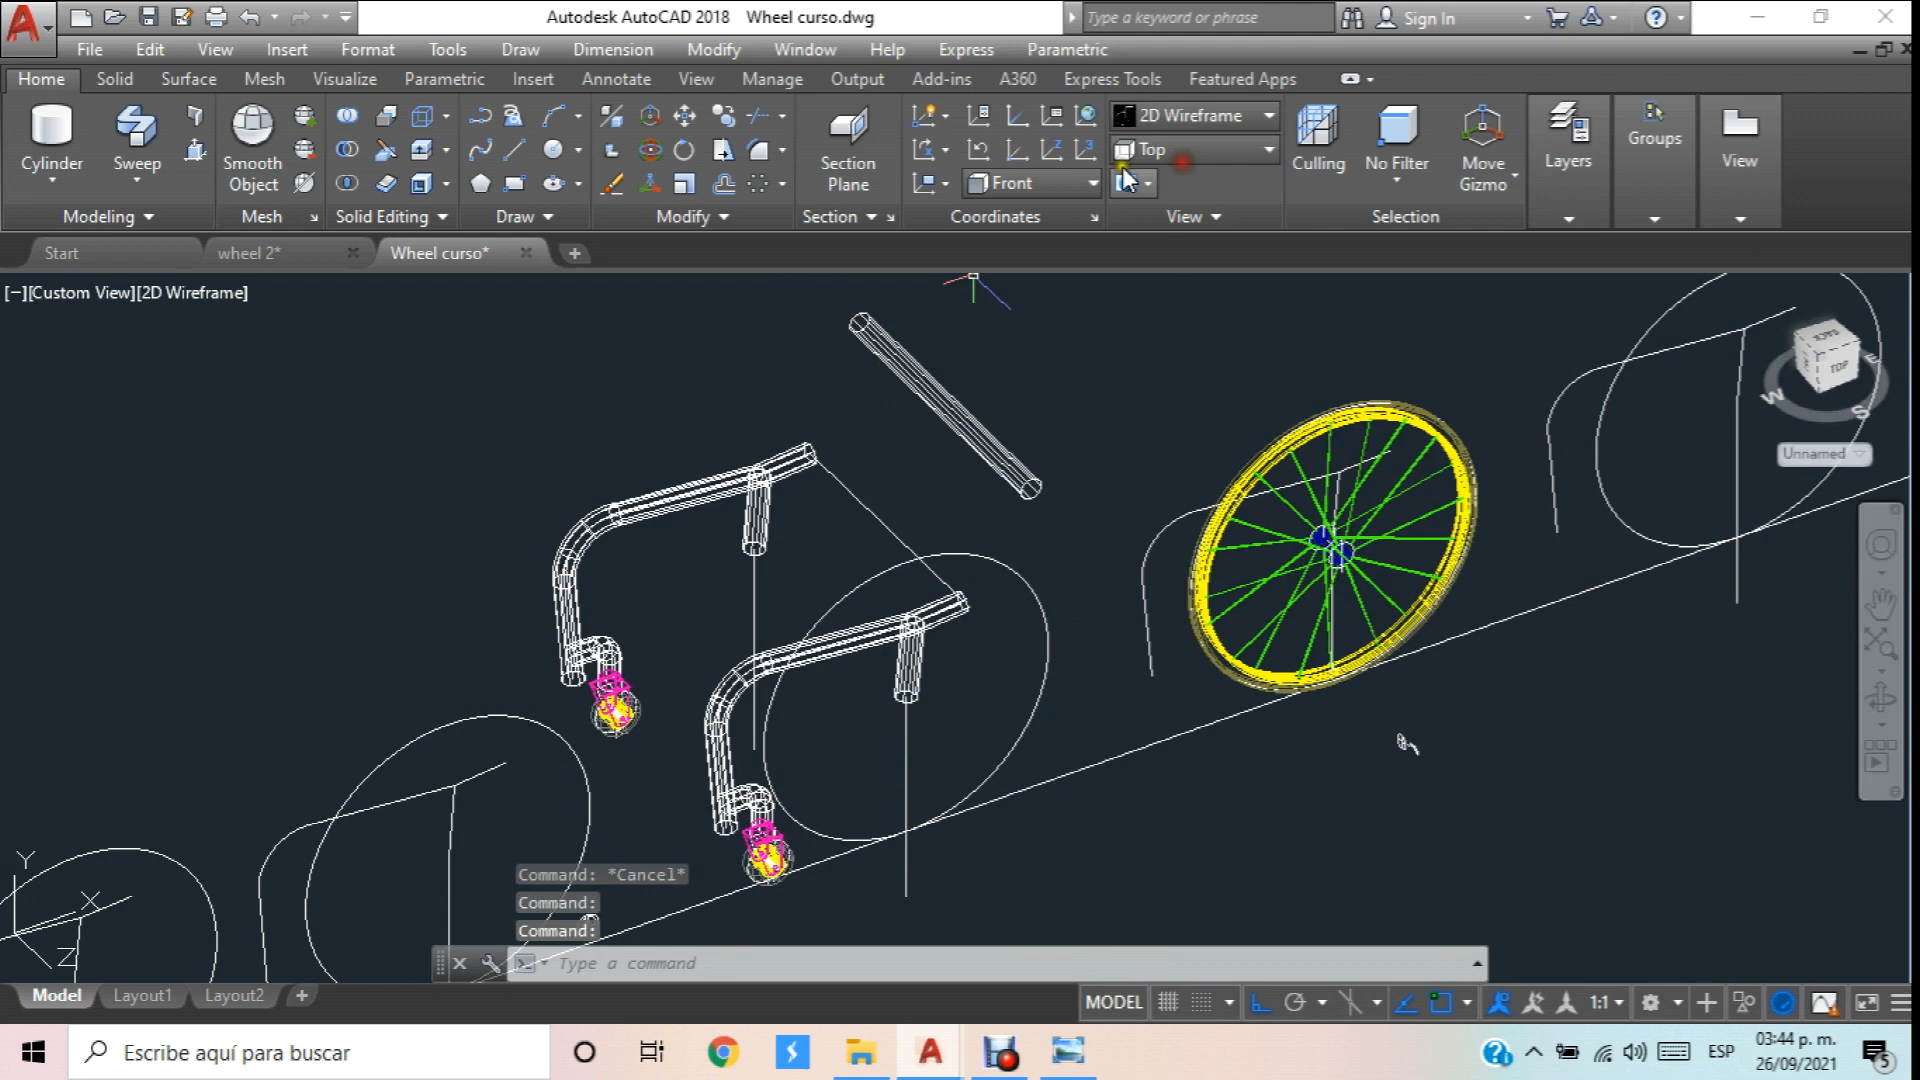 Autodesk AutoCAD 2018 Wheel curso.dwg
Type a keyword or phrase
Sign In
File Edit View Insert Format Tools Draw Dimension Modify Window Help Express Parametric
Home Solid Surface Mesh Visualize Parametric Insert Annotate View Manage Output Add-ins A360 Express Tools Featured Apps
2D Wireframe
Top
Front
Cylinder Sweep Smooth Object Section Plane Culling No Filter Move Gizmo Layers Groups View
Modeling Mesh Solid Editing Draw Modify Section Coordinates View Selection
Start wheel 2* Wheel curso*
[−][Custom View][2D Wireframe]
BACK
TOP
W S E
Unnamed
Y
X
Z
Command: *Cancel*
Command:
Command:
Type a command
Model Layout1 Layout2
MODEL 1:1
Escribe aquí para buscar
ESP
03:44 p. m.
26/09/2021
5